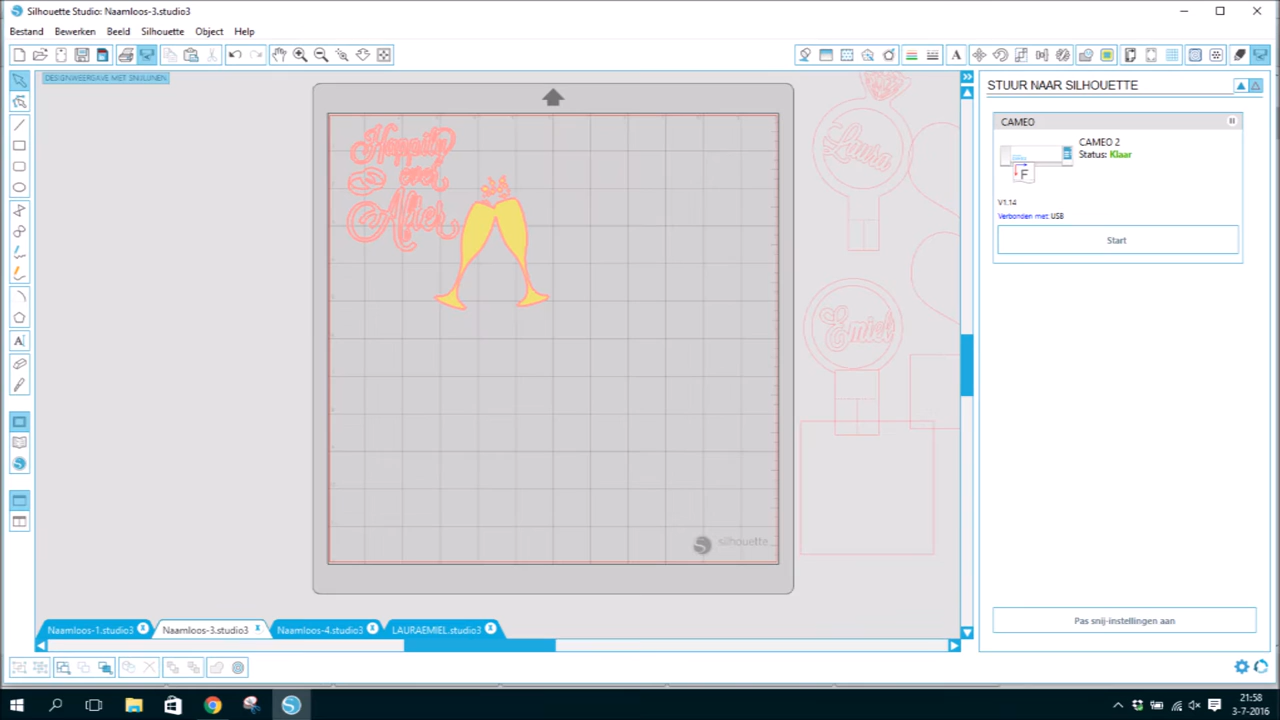 Silhouette Studio: Naamloos-3.studio3
Bestand Bewerken Beeld Silhouette Object Help
DESIGNWEERGAVE MET SNIJLIJNEN
STUUR NAAR SILHOUETTE
CAMEO
CAMEO 2
Status: Klaar
F
V1.14
Verbonden met: USB
Start
Happily
ever
After
Laura
Emiel
silhouette
Pas snij-instellingen aan
Naamloos-1.studio3 Naamloos-3.studio3 Naamloos-4.studio3 LAURAEMIEL.studio3
21:58
3-7-2016